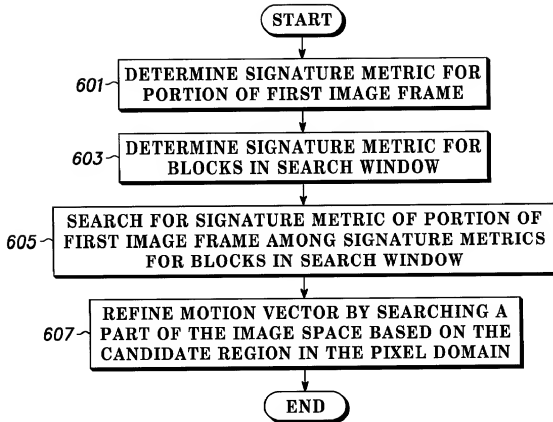 START
601
DETERMINE SIGNATURE METRIC FOR
PORTION OF FIRST IMAGE FRAME
603
DETERMINE SIGNATURE METRIC FOR
BLOCKS IN SEARCH WINDOW
605
SEARCH FOR SIGNATURE METRIC OF PORTION OF
FIRST IMAGE FRAME AMONG SIGNATURE METRICS
FOR BLOCKS IN SEARCH WINDOW
607
REFINE MOTION VECTOR BY SEARCHING A
PART OF THE IMAGE SPACE BASED ON THE
CANDIDATE REGION IN THE PIXEL DOMAIN
END